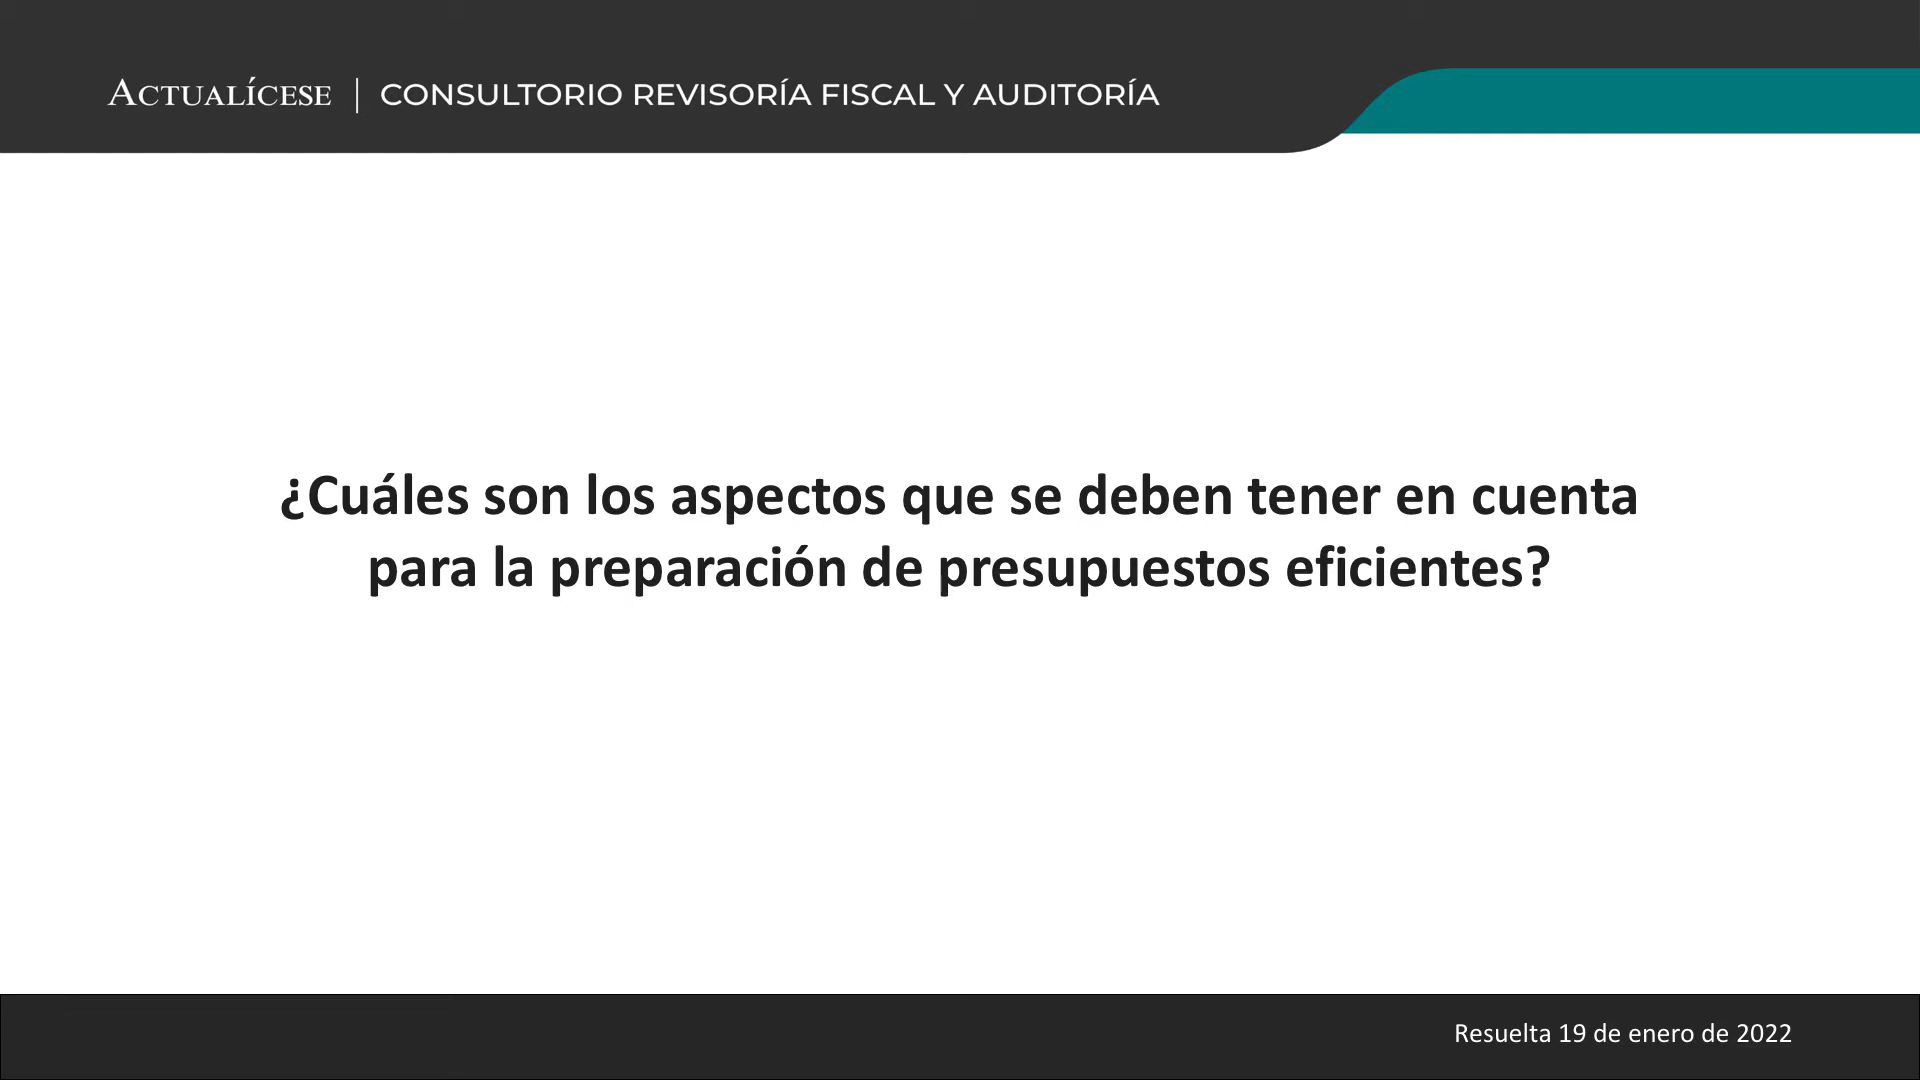 ACTUALÍCESE | CONSULTORIO REVISORÍA FISCAL Y AUDITORÍA
¿Cuáles son los aspectos que se deben tener en cuenta
para la preparación de presupuestos eficientes?
Resuelta 19 de enero de 2022